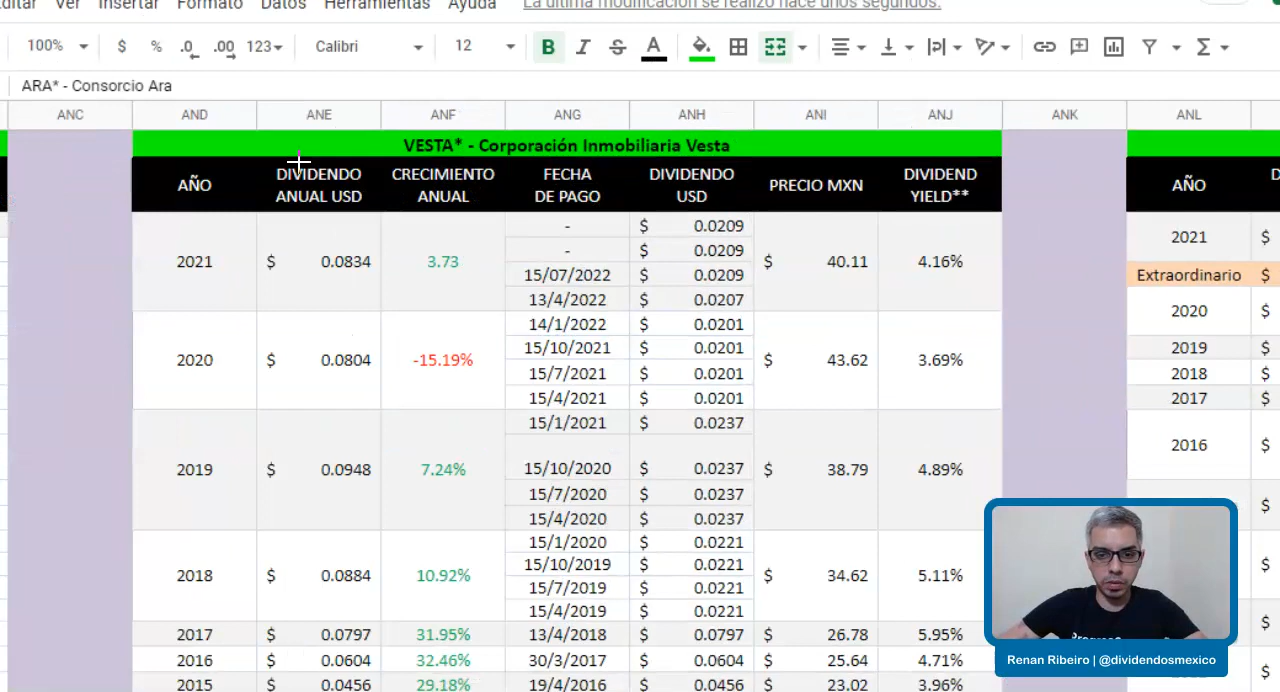 Editar Ver Insertar Formato Datos Herramientas Ayuda La última modificación se realizó hace unos segundos.
100% $ % .0 .00 123 Calibri 12 B I S A
ARA* - Consorcio Ara
ANC AND ANE ANF ANG ANH ANI ANJ ANK ANL
VESTA* - Corporación Inmobiliaria Vesta
AÑO DIVIDENDO ANUAL USD CRECIMIENTO ANUAL FECHA DE PAGO DIVIDENDO USD PRECIO MXN DIVIDEND YIELD** AÑO D
2021 $ 0.0834 3.73 $ 40.11 4.16% 2021 $
- $ 0.0209
- $ 0.0209
15/07/2022 $ 0.0209 Extraordinario $
13/4/2022 $ 0.0207
2020 $ 0.0804 -15.19% $ 43.62 3.69% 2020 $
14/1/2022 $ 0.0201
15/10/2021 $ 0.0201 2019 $
15/7/2021 $ 0.0201 2018 $
15/4/2021 $ 0.0201 2017 $
2019 $ 0.0948 7.24% $ 38.79 4.89% 2016 $
15/1/2021 $ 0.0237
15/10/2020 $ 0.0237
15/7/2020 $ 0.0237 $
15/4/2020 $ 0.0237
2018 $ 0.0884 10.92% $ 34.62 5.11%
15/1/2020 $ 0.0221
15/10/2019 $ 0.0221 $
15/7/2019 $ 0.0221
15/4/2019 $ 0.0221
2017 $ 0.0797 31.95% 13/4/2018 $ 0.0797 $ 26.78 5.95% $
2016 $ 0.0604 32.46% 30/3/2017 $ 0.0604 $ 25.64 4.71%
2015 $ 0.0456 29.18% 19/4/2016 $ 0.0456 $ 23.02 3.96% $
Renan Ribeiro | @dividendosmexico